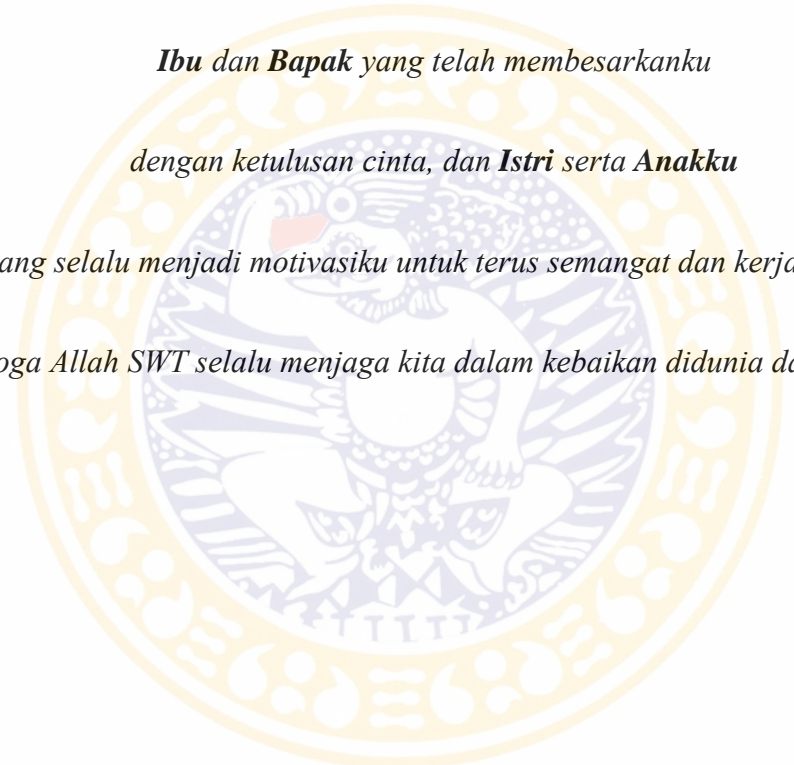 Ibu dan Bapak yang telah membesarkanku
dengan ketulusan cinta, dan Istri serta Anakku
ang selalu menjadi motivasiku untuk terus semangat dan kerja
oga Allah SWT selalu menjaga kita dalam kebaikan didunia da